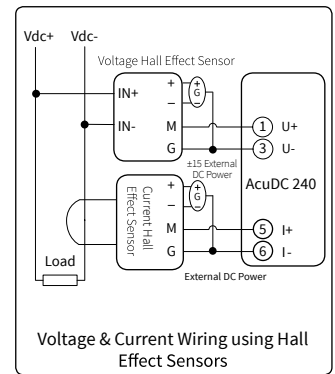 Vdc+ Vdc-
Voltage Hall Effect Sensor
+
G
IN+
–
IN-
M
1 U+
G
3 U-
±15 External
DC Power
AcuDC 240
Current Hall
Effect Sensor
+
G
–
M
5 I+
G
6 I-
Load
External DC Power
Voltage & Current Wiring using Hall
Effect Sensors